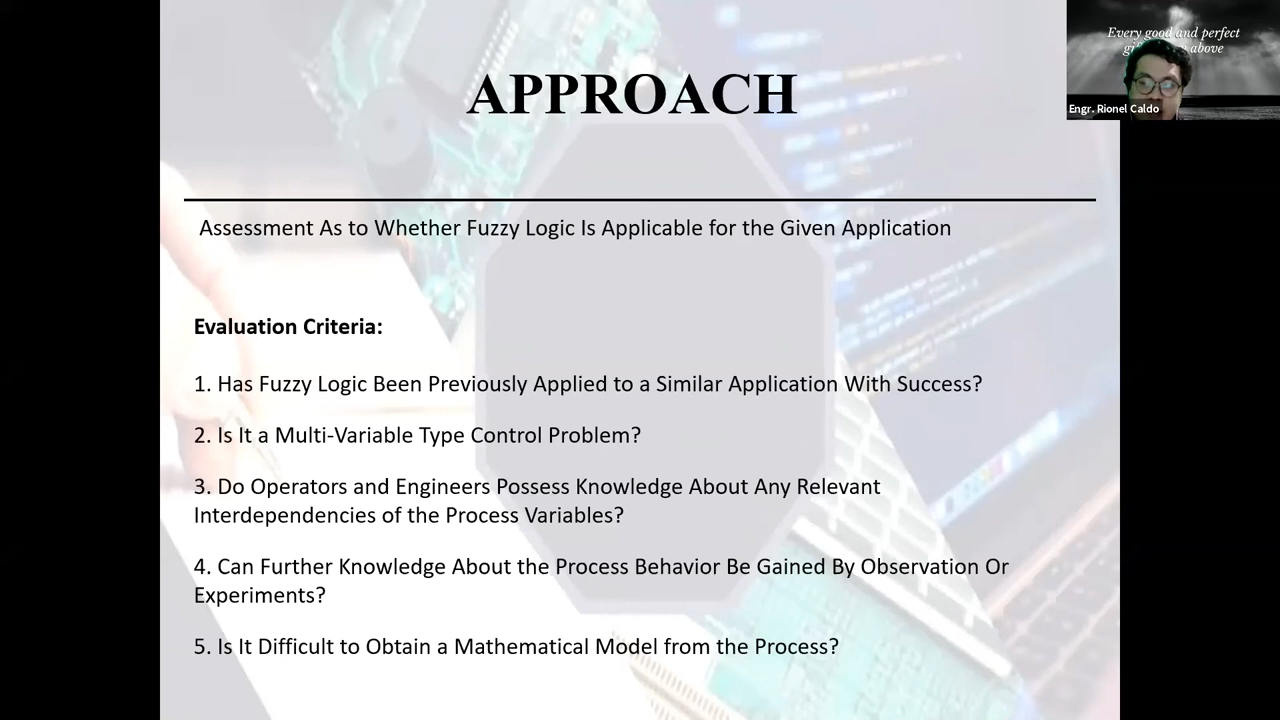 Every good and perfect
above
Engr. Rionel Caldo
APPROACH
Assessment As to Whether Fuzzy Logic Is Applicable for the Given Application
Evaluation Criteria:
1. Has Fuzzy Logic Been Previously Applied to a Similar Application With Success?
2. Is It a Multi-Variable Type Control Problem?
3. Do Operators and Engineers Possess Knowledge About Any Relevant
Interdependencies of the Process Variables?
4. Can Further Knowledge About the Process Behavior Be Gained By Observation Or
Experiments?
5. Is It Difficult to Obtain a Mathematical Model from the Process?